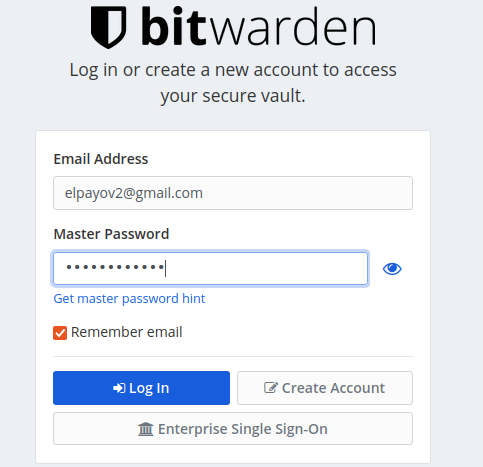 bitwarden
Log in or create a new account to access
your secure vault.
Email Address
elpayov2@gmail.com
Master Password
••••••••••••
Get master password hint
Remember email
Log In
Create Account
Enterprise Single Sign-On